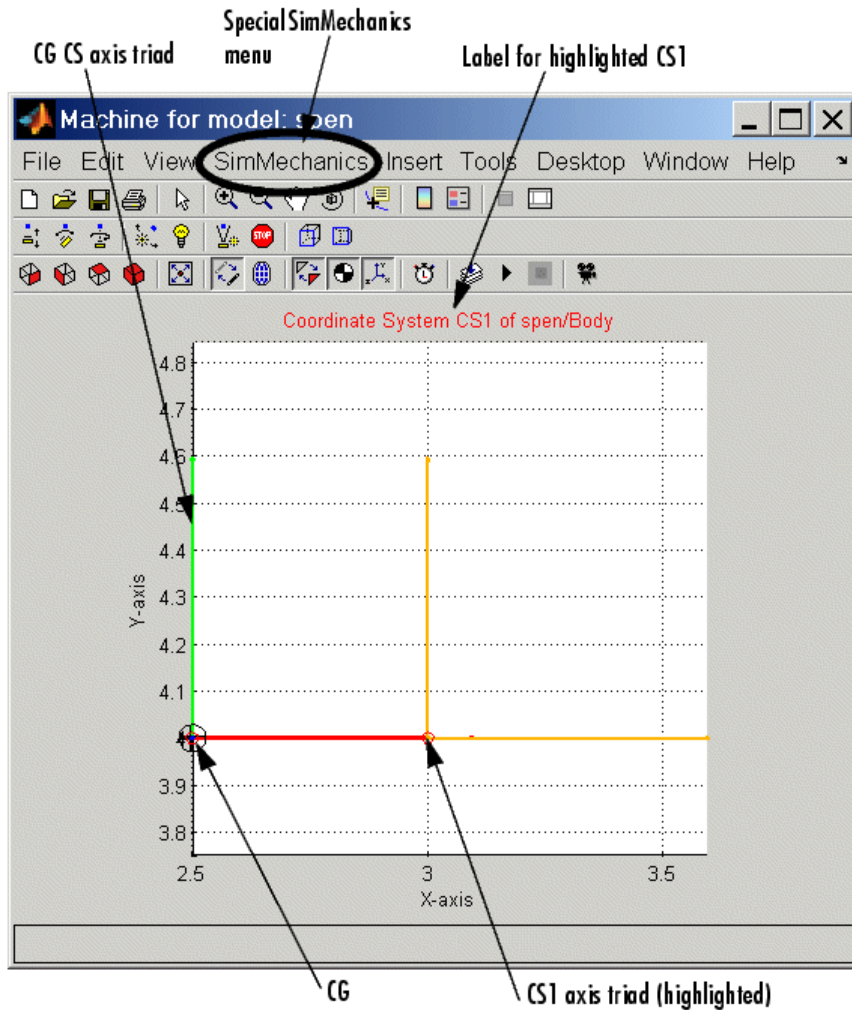 Special SimMechanics
menu
CG CS axis triad
Label for highlighted CS1
Machine for model: spen
File Edit View SimMechanics Insert Tools Desktop Window Help
STOP
Coordinate System CS1 of spen/Body
4.8
4.7
4.6
4.5
4.4
4.3
4.2
4.1
4
3.9
3.8
Y-axis
2.5 3 3.5
X-axis
CG
CS1 axis triad (highlighted)